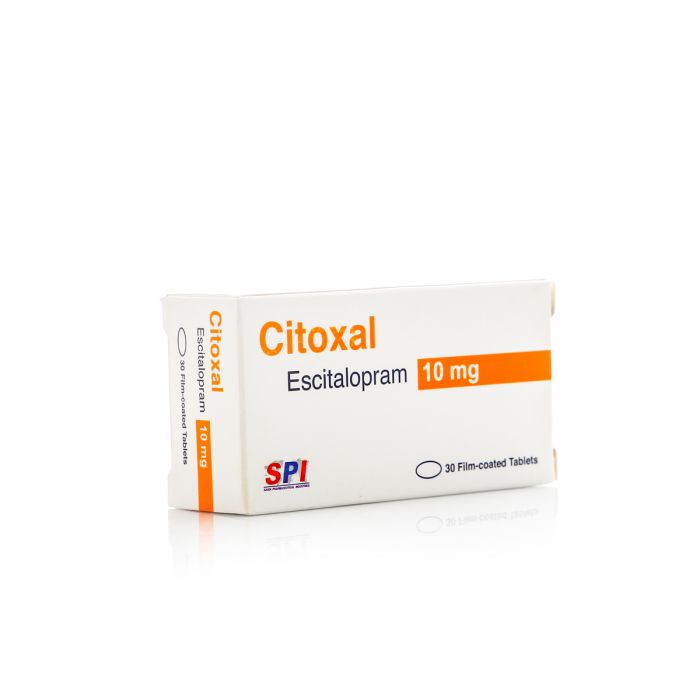 Citoxal
Escitalopram 10 mg
30 Film-coated Tablets
Citoxal
Escitalopram 10 mg
SPI
30 Film-coated Tablets